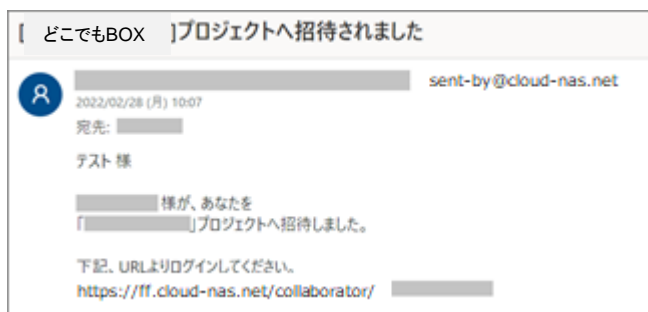 [どこでもBOX]プロジェクトへ招待されました
sent-by@cloud-nas.net
2022/02/28 (月) 10:07
宛先:
テスト 様
様が、あなたを
「」プロジェクトへ招待しました。
下記、URLよりログインしてください。
https://ff.cloud-nas.net/collaborator/